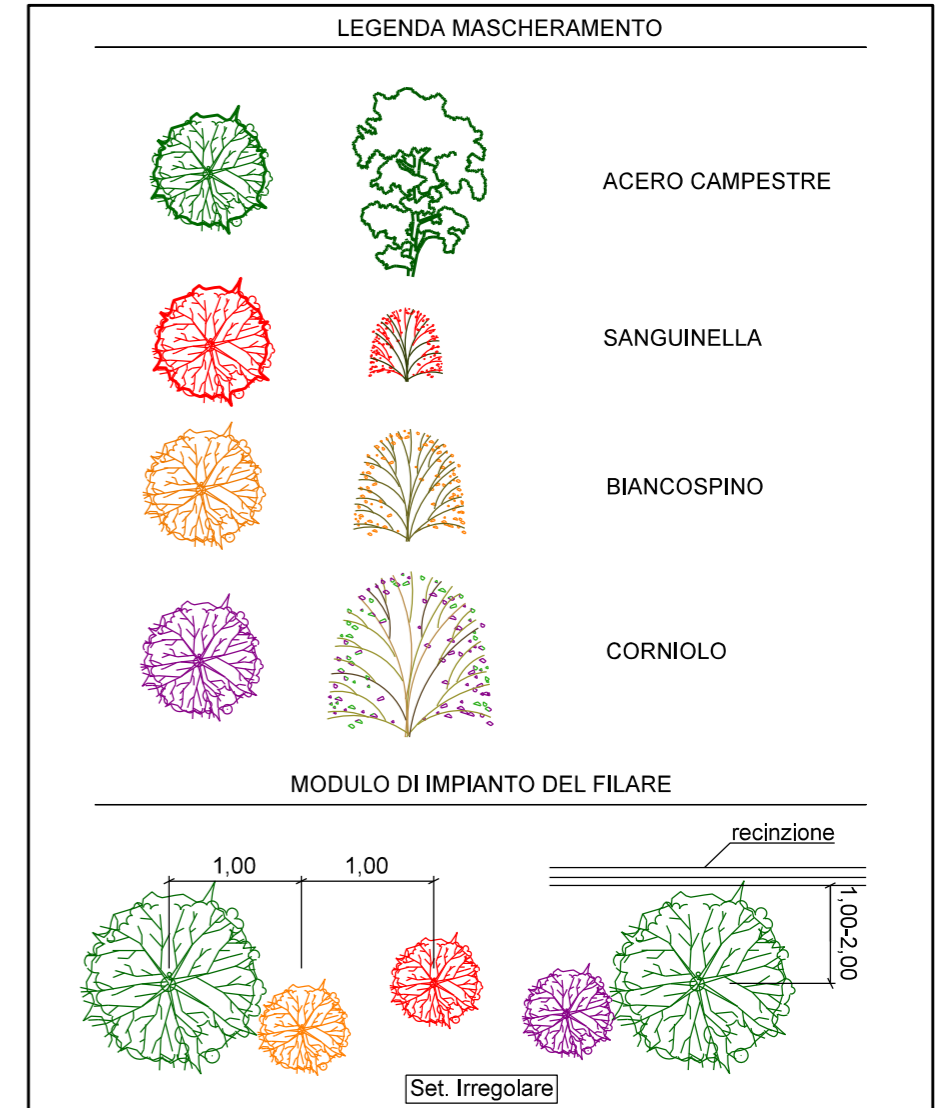 LEGENDA MASCHERAMENTO
ACERO CAMPESTRE
SANGUINELLA
BIANCOSPINO
CORNIOLO
MODULO DI IMPIANTO DEL FILARE
recinzione
1,00 1,00
1,00-2,00
Set. Irregolare